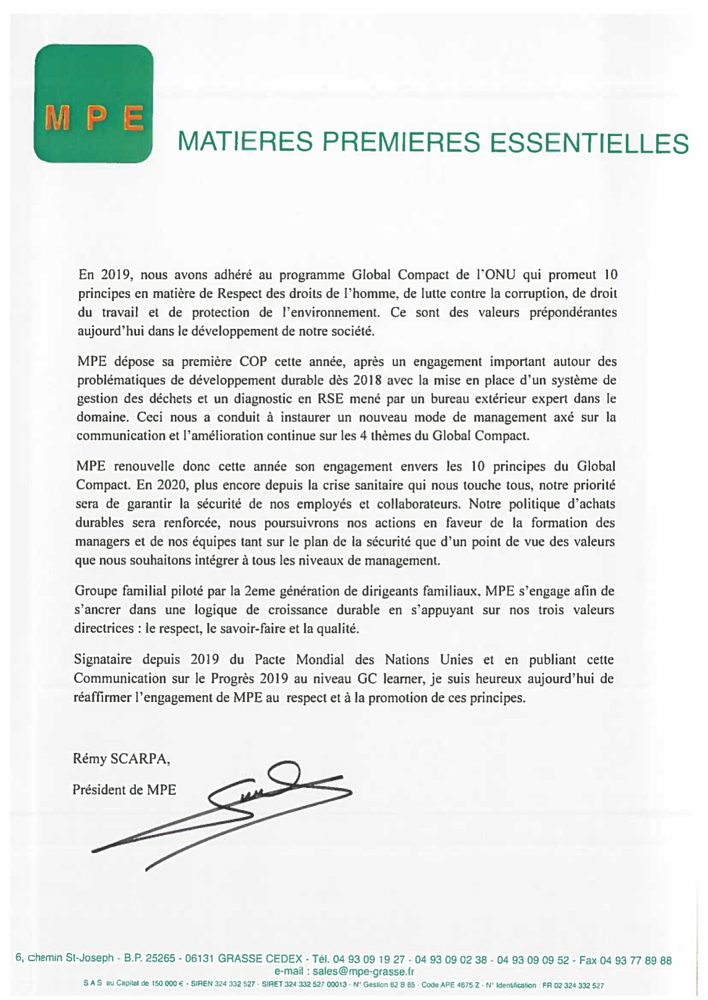 M P E
MATIERES PREMIERES ESSENTIELLES
En 2019, nous avons adhéré au programme Global Compact de l'ONU qui promeut 10
principes en matière de Respect des droits de l'homme, de lutte contre la corruption, de droit
du travail et de protection de l'environnement. Ce sont des valeurs prépondérantes
aujourd'hui dans le développement de notre société.
MPE dépose sa première COP cette année, après un engagement important autour des
problématiques de développement durable dès 2018 avec la mise en place d'un système de
gestion des déchets et un diagnostic en RSE mené par un bureau extérieur expert dans le
domaine. Ceci nous a conduit à instaurer un nouveau mode de management axé sur la
communication et l'amélioration continue sur les 4 thèmes du Global Compact.
MPE renouvelle donc cette année son engagement envers les 10 principes du Global
Compact. En 2020, plus encore depuis la crise sanitaire qui nous touche tous, notre priorité
sera de garantir la sécurité de nos employés et collaborateurs. Notre politique d'achats
durables sera renforcée, nous poursuivrons nos actions en faveur de la formation des
managers et de nos équipes tant sur le plan de la sécurité que d'un point de vue des valeurs
que nous souhaitons intégrer à tous les niveaux de management.
Groupe familial piloté par la 2eme génération de dirigeants familiaux, MPE s'engage afin de
s'ancrer dans une logique de croissance durable en s'appuyant sur nos trois valeurs
directrices : le respect, le savoir-faire et la qualité.
Signataire depuis 2019 du Pacte Mondial des Nations Unies et en publiant cette
Communication sur le Progrès 2019 au niveau GC learner, je suis heureux aujourd'hui de
réaffirmer l'engagement de MPE au respect et à la promotion de ces principes.
Rémy SCARPA,
Président de MPE
6, chemin St-Joseph - B.P. 25265 - 06131 GRASSE CEDEX - Tél. 04 93 09 19 27 - 04 93 09 02 38 - 04 93 09 09 52 - Fax 04 93 77 89 88
e-mail : sales@mpe-grasse.fr
S A S au Capital de 150 000 € - SIREN 324 332 527 - SIRET 324 332 527 00013 - N° Gestion 82 B 85 - Code APE 4675 Z - N° Identification : FR 02 324 332 527